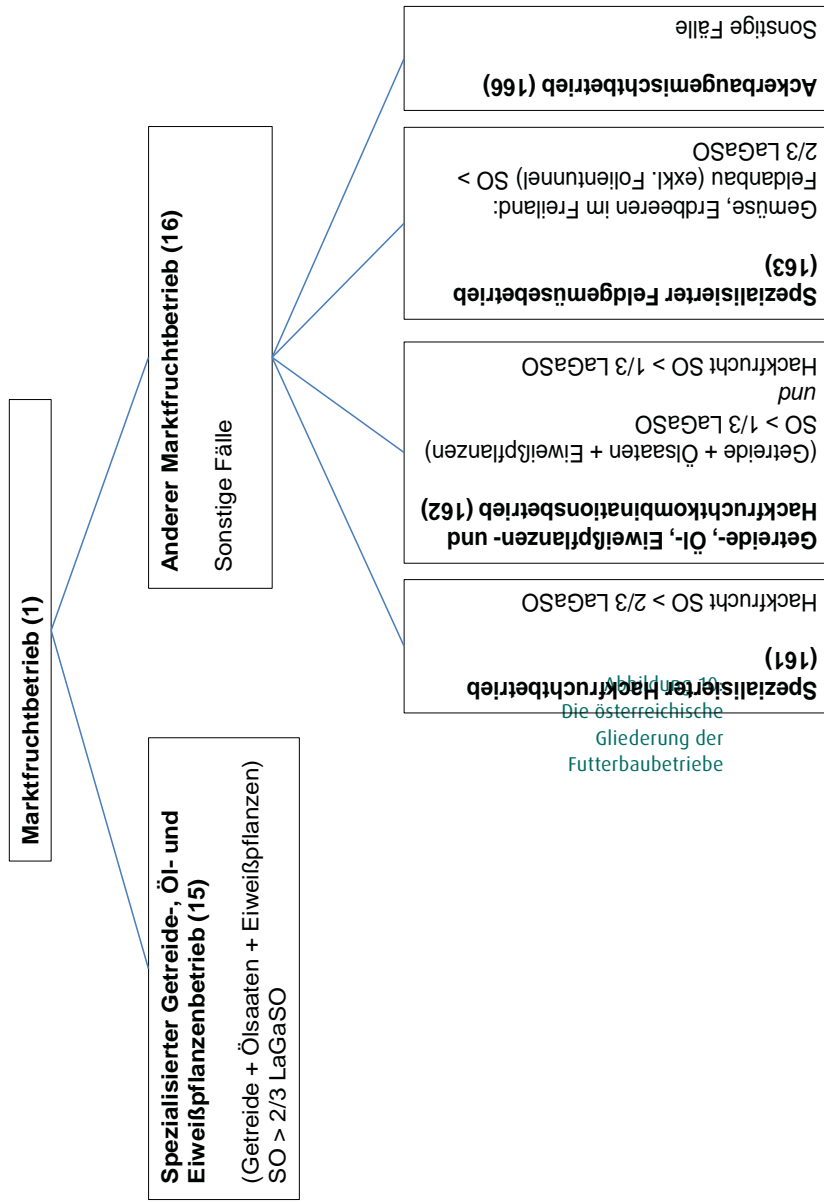 Marktfruchtbetrieb (1)
Spezialisierter Getreide-, Öl- und
Eiweißpflanzenbetrieb (15)
(Getreide + Ölsaaten + Eiweißpflanzen)
SO > 2/3 LaGaSO
Anderer Marktfruchtbetrieb (16)
Sonstige Fälle
Spezialisierter Hackfruchtbetrieb
(161)
Hackfrucht SO > 2/3 LaGaSO
Getreide-, Öl-, Eiweißpflanzen- und
Hackfruchtkombinationsbetrieb (162)
(Getreide + Ölsaaten + Eiweißpflanzen)
SO > 1/3 LaGaSO
und
Hackfrucht SO > 1/3 LaGaSO
Spezialisierter Feldgemüsebetrieb
(163)
Gemüse, Erdbeeren im Freiland:
Feldanbau (exkl. Folientunnel) SO >
2/3 LaGaSO
Ackerbaugemischtbetrieb (166)
Sonstige Fälle
Abbildung 10:
Die österreichische
Gliederung der
Futterbaubetriebe